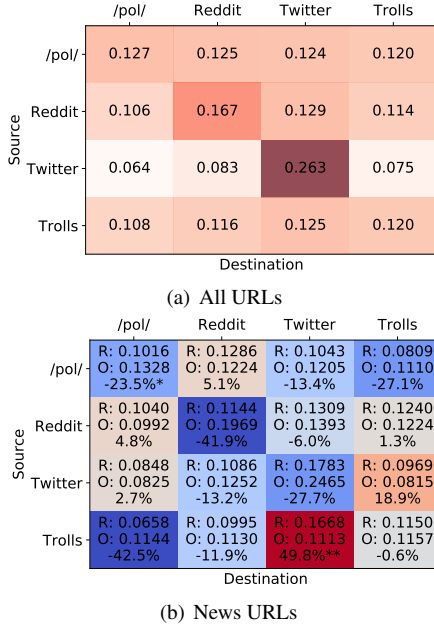 /pol/ Reddit Twitter Trolls
/pol/ 0.127 0.125 0.124 0.120
Reddit 0.106 0.167 0.129 0.114
Twitter 0.064 0.083 0.263 0.075
Trolls 0.108 0.116 0.125 0.120
Source
Destination
(a) All URLs
/pol/ Reddit Twitter Trolls
R: 0.1016 R: 0.1286 R: 0.1043 R: 0.0809
/pol/ O: 0.1328 O: 0.1224 O: 0.1205 O: 0.1110
-23.5%* 5.1% -13.4% -27.1%
R: 0.1040 R: 0.1144 R: 0.1309 R: 0.1240
Reddit O: 0.0992 O: 0.1969 O: 0.1393 O: 0.1224
4.8% -41.9% -6.0% 1.3%
R: 0.0848 R: 0.1086 R: 0.1783 R: 0.0969
Twitter O: 0.0825 O: 0.1252 O: 0.2465 O: 0.0815
2.7% -13.2% -27.7% 18.9%
R: 0.0658 R: 0.0995 R: 0.1668 R: 0.1150
Trolls O: 0.1144 O: 0.1130 O: 0.1113 O: 0.1157
-42.5% -11.9% 49.8%** -0.6%
Source
Destination
(b) News URLs